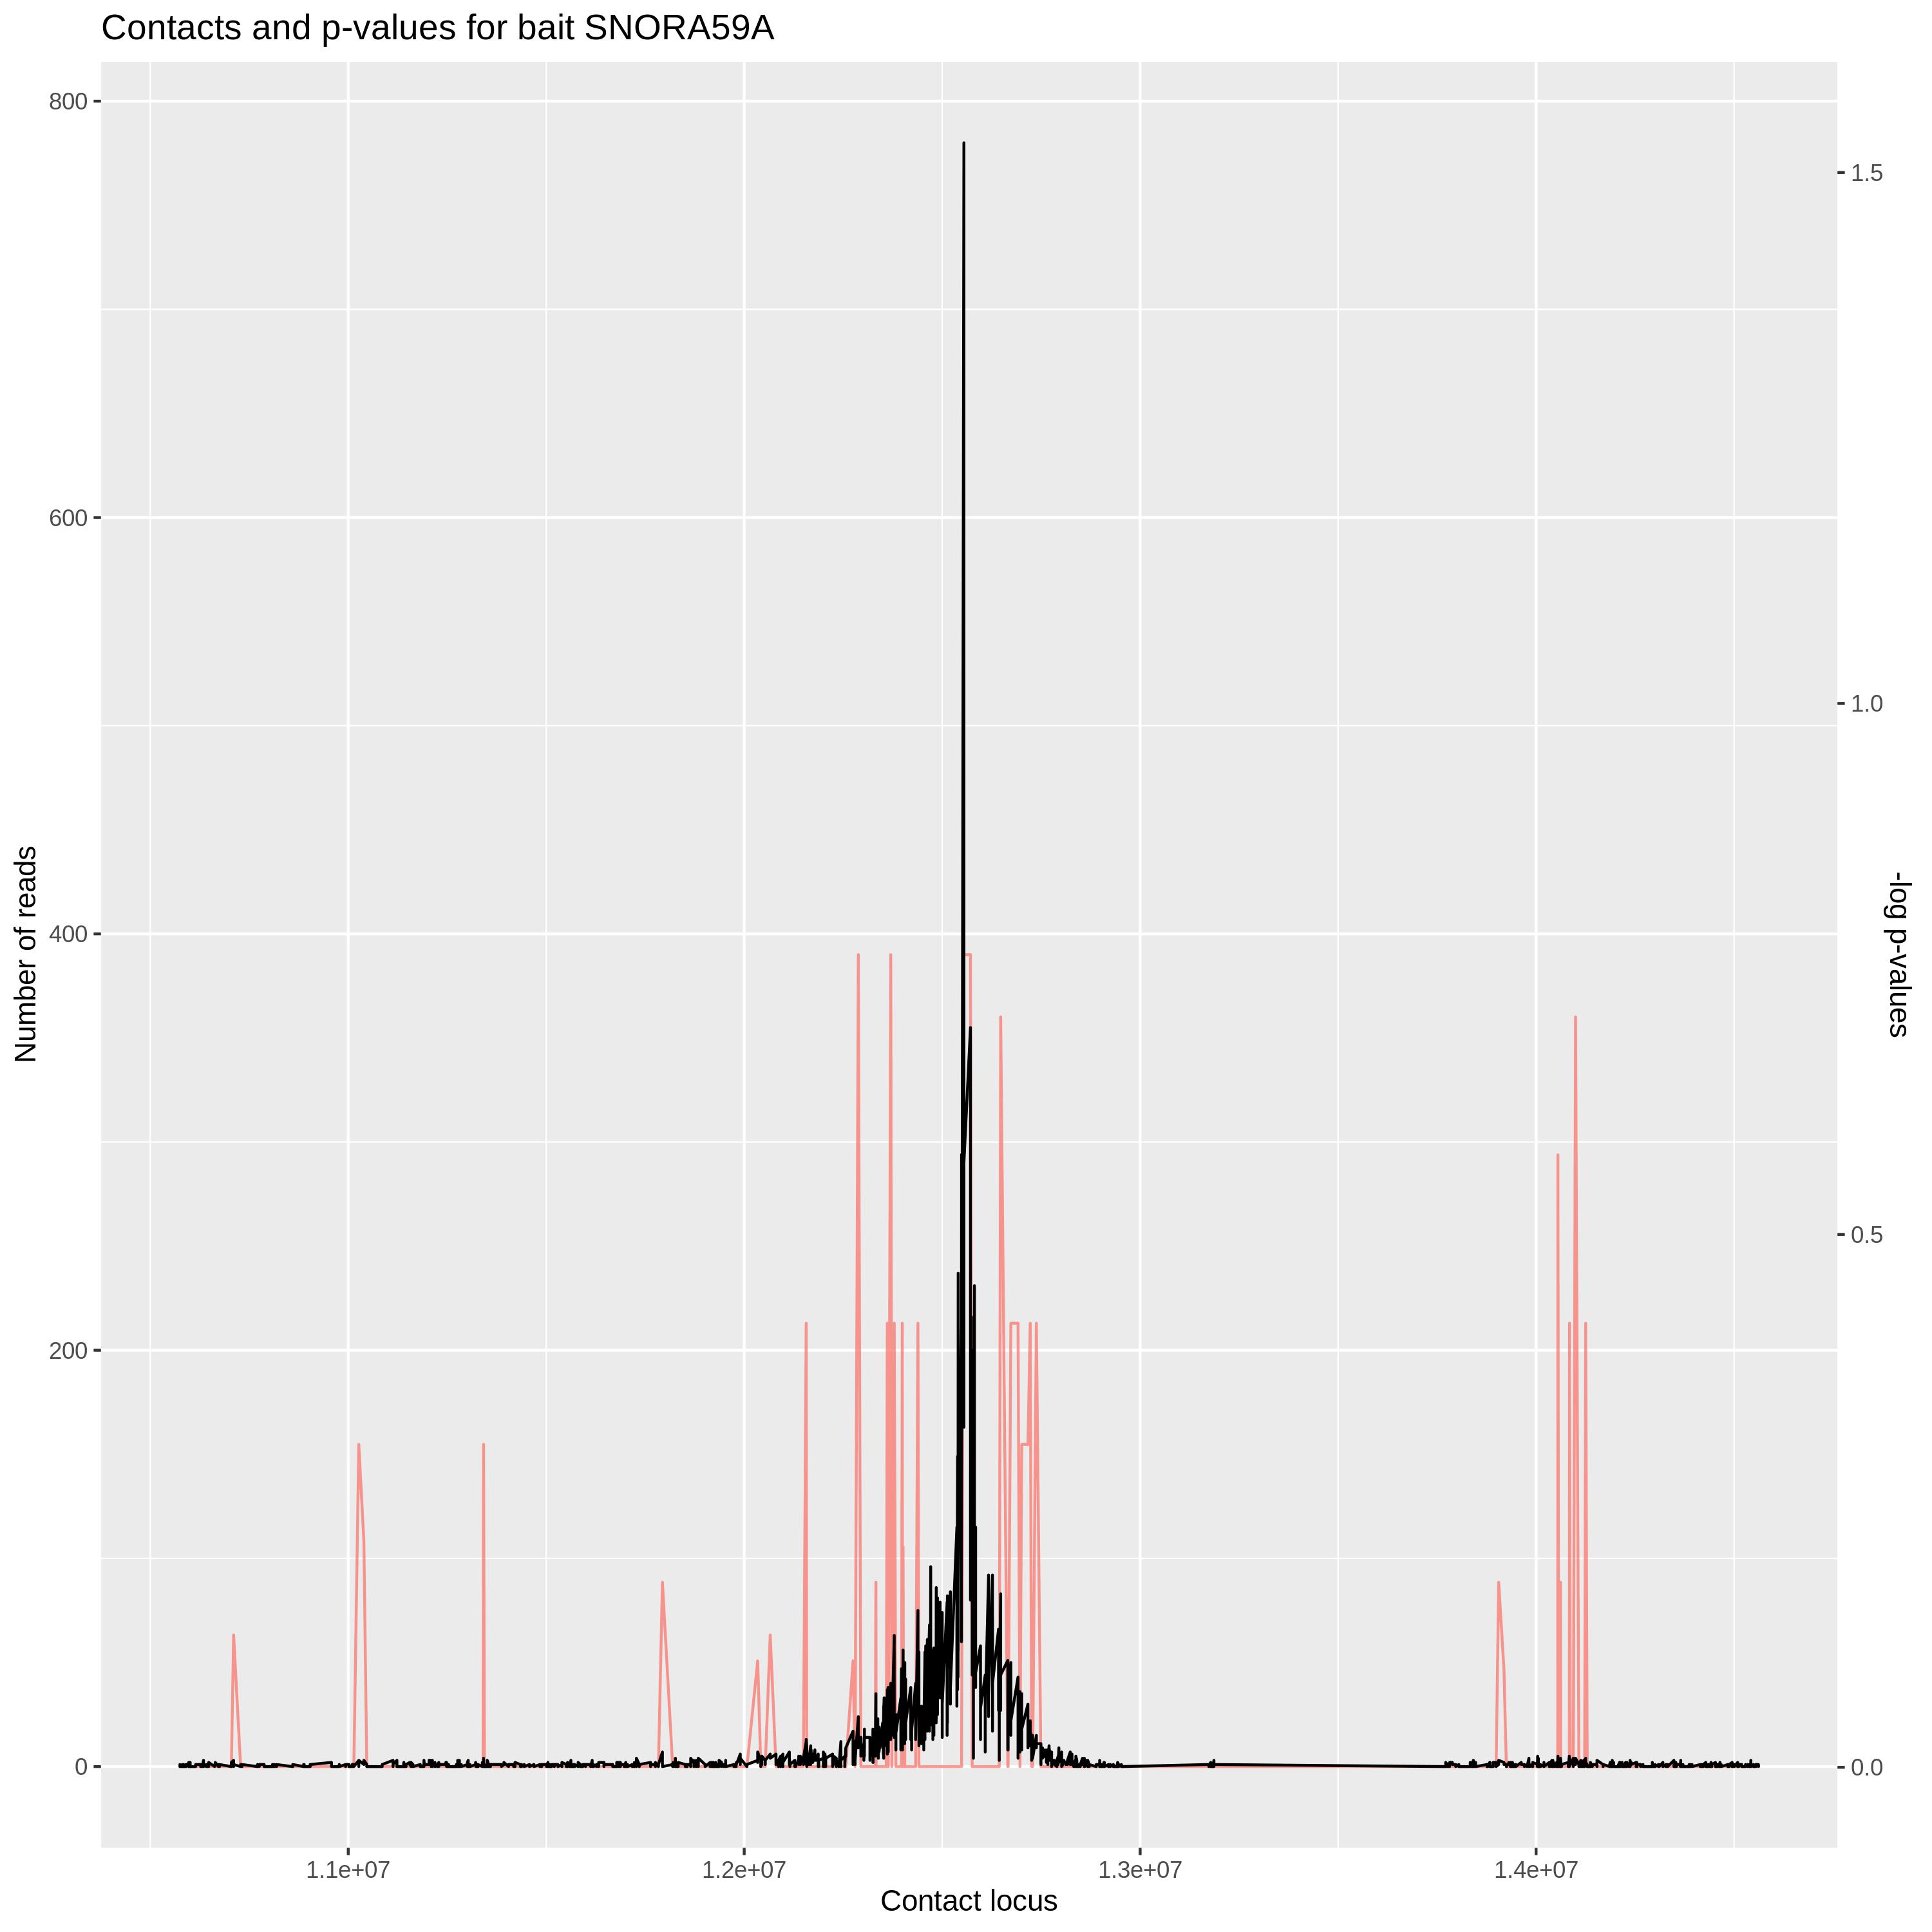 Contacts and p-values for bait SNORA59A
800
600
400
200
0
Number of reads
1.5
1.0
0.5
0.0
-log p-values
1.1e+07
1.2e+07
1.3e+07
1.4e+07
Contact locus